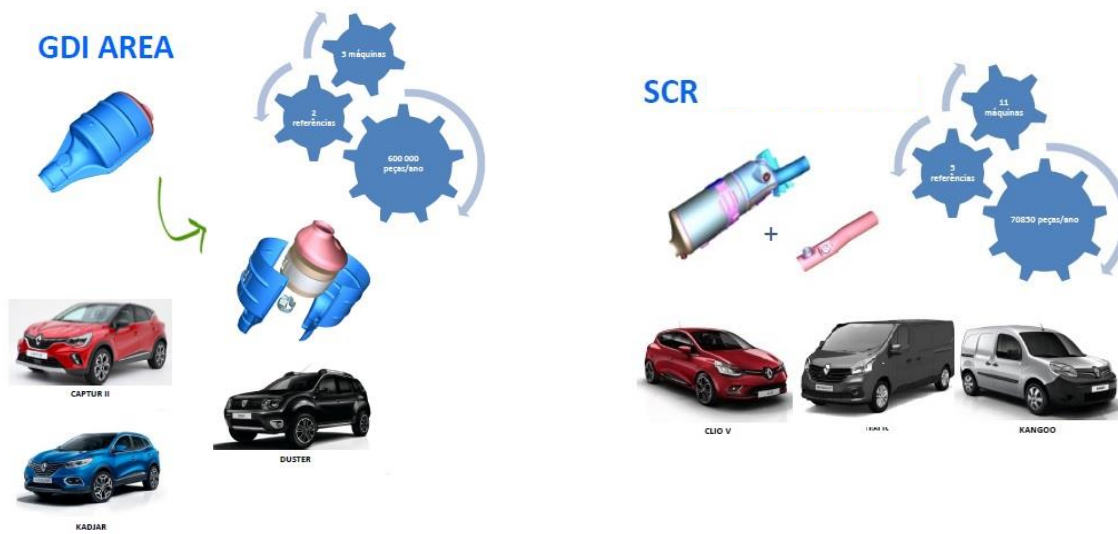 GDI AREA
3 máquinas
2
referências
600 000
peças/ano
CAPTUR II
DUSTER
KADJAR
SCR
11
máquinas
3
referências
70850 peças/ano
+
CLIO V
KANGOO